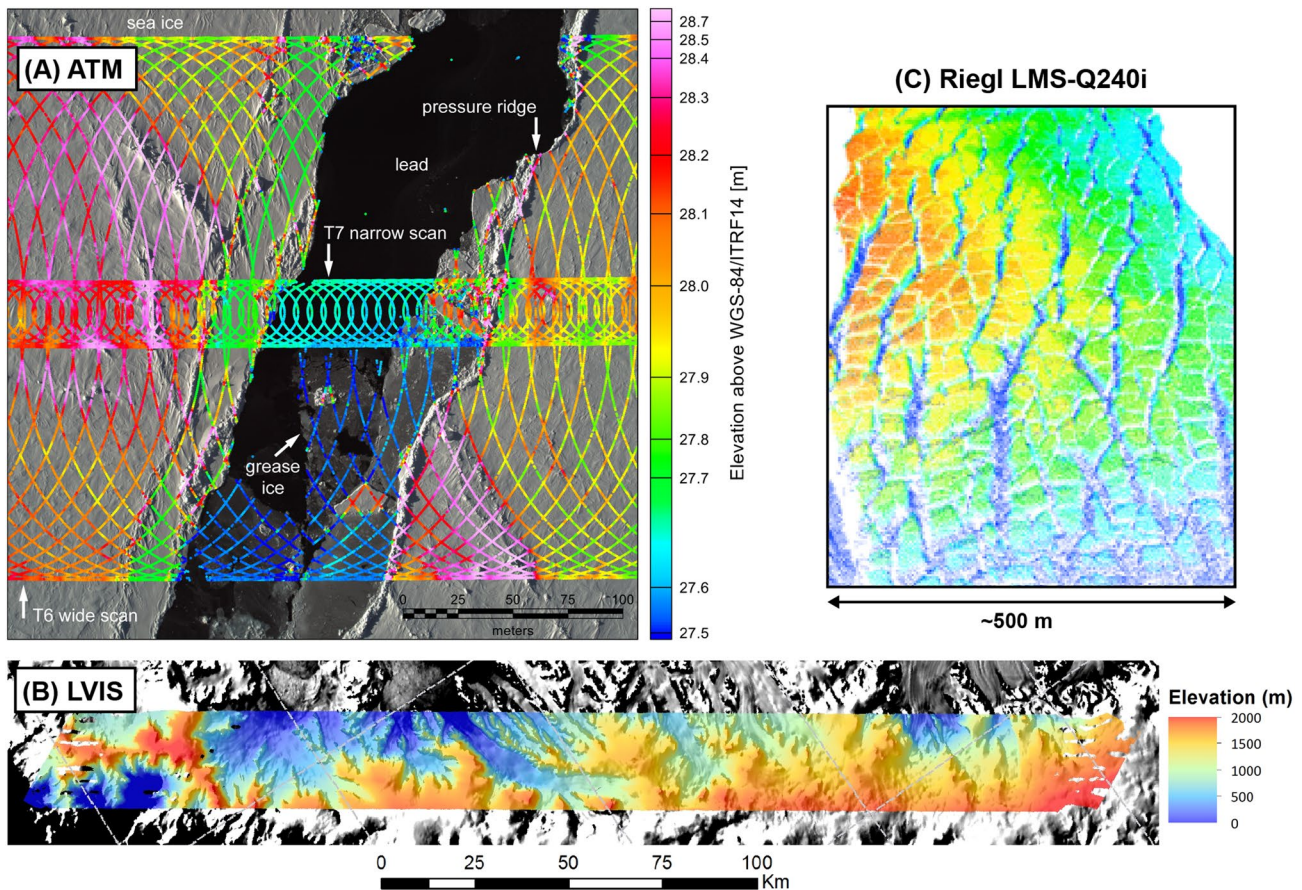 sea ice
(A) ATM
pressure ridge
lead
T7 narrow scan
grease
ice
T6 wide scan
0 25 50 75 100
meters
28.7
28.5
28.4
28.3
28.2
28.1
28.0
27.9
27.8
27.7
27.6
27.5
Elevation above WGS-84/ITRF14 [m]
(C) Riegl LMS-Q240i
~500 m
(B) LVIS
Elevation (m)
2000
1500
1000
500
0
0 25 50 75 100
Km